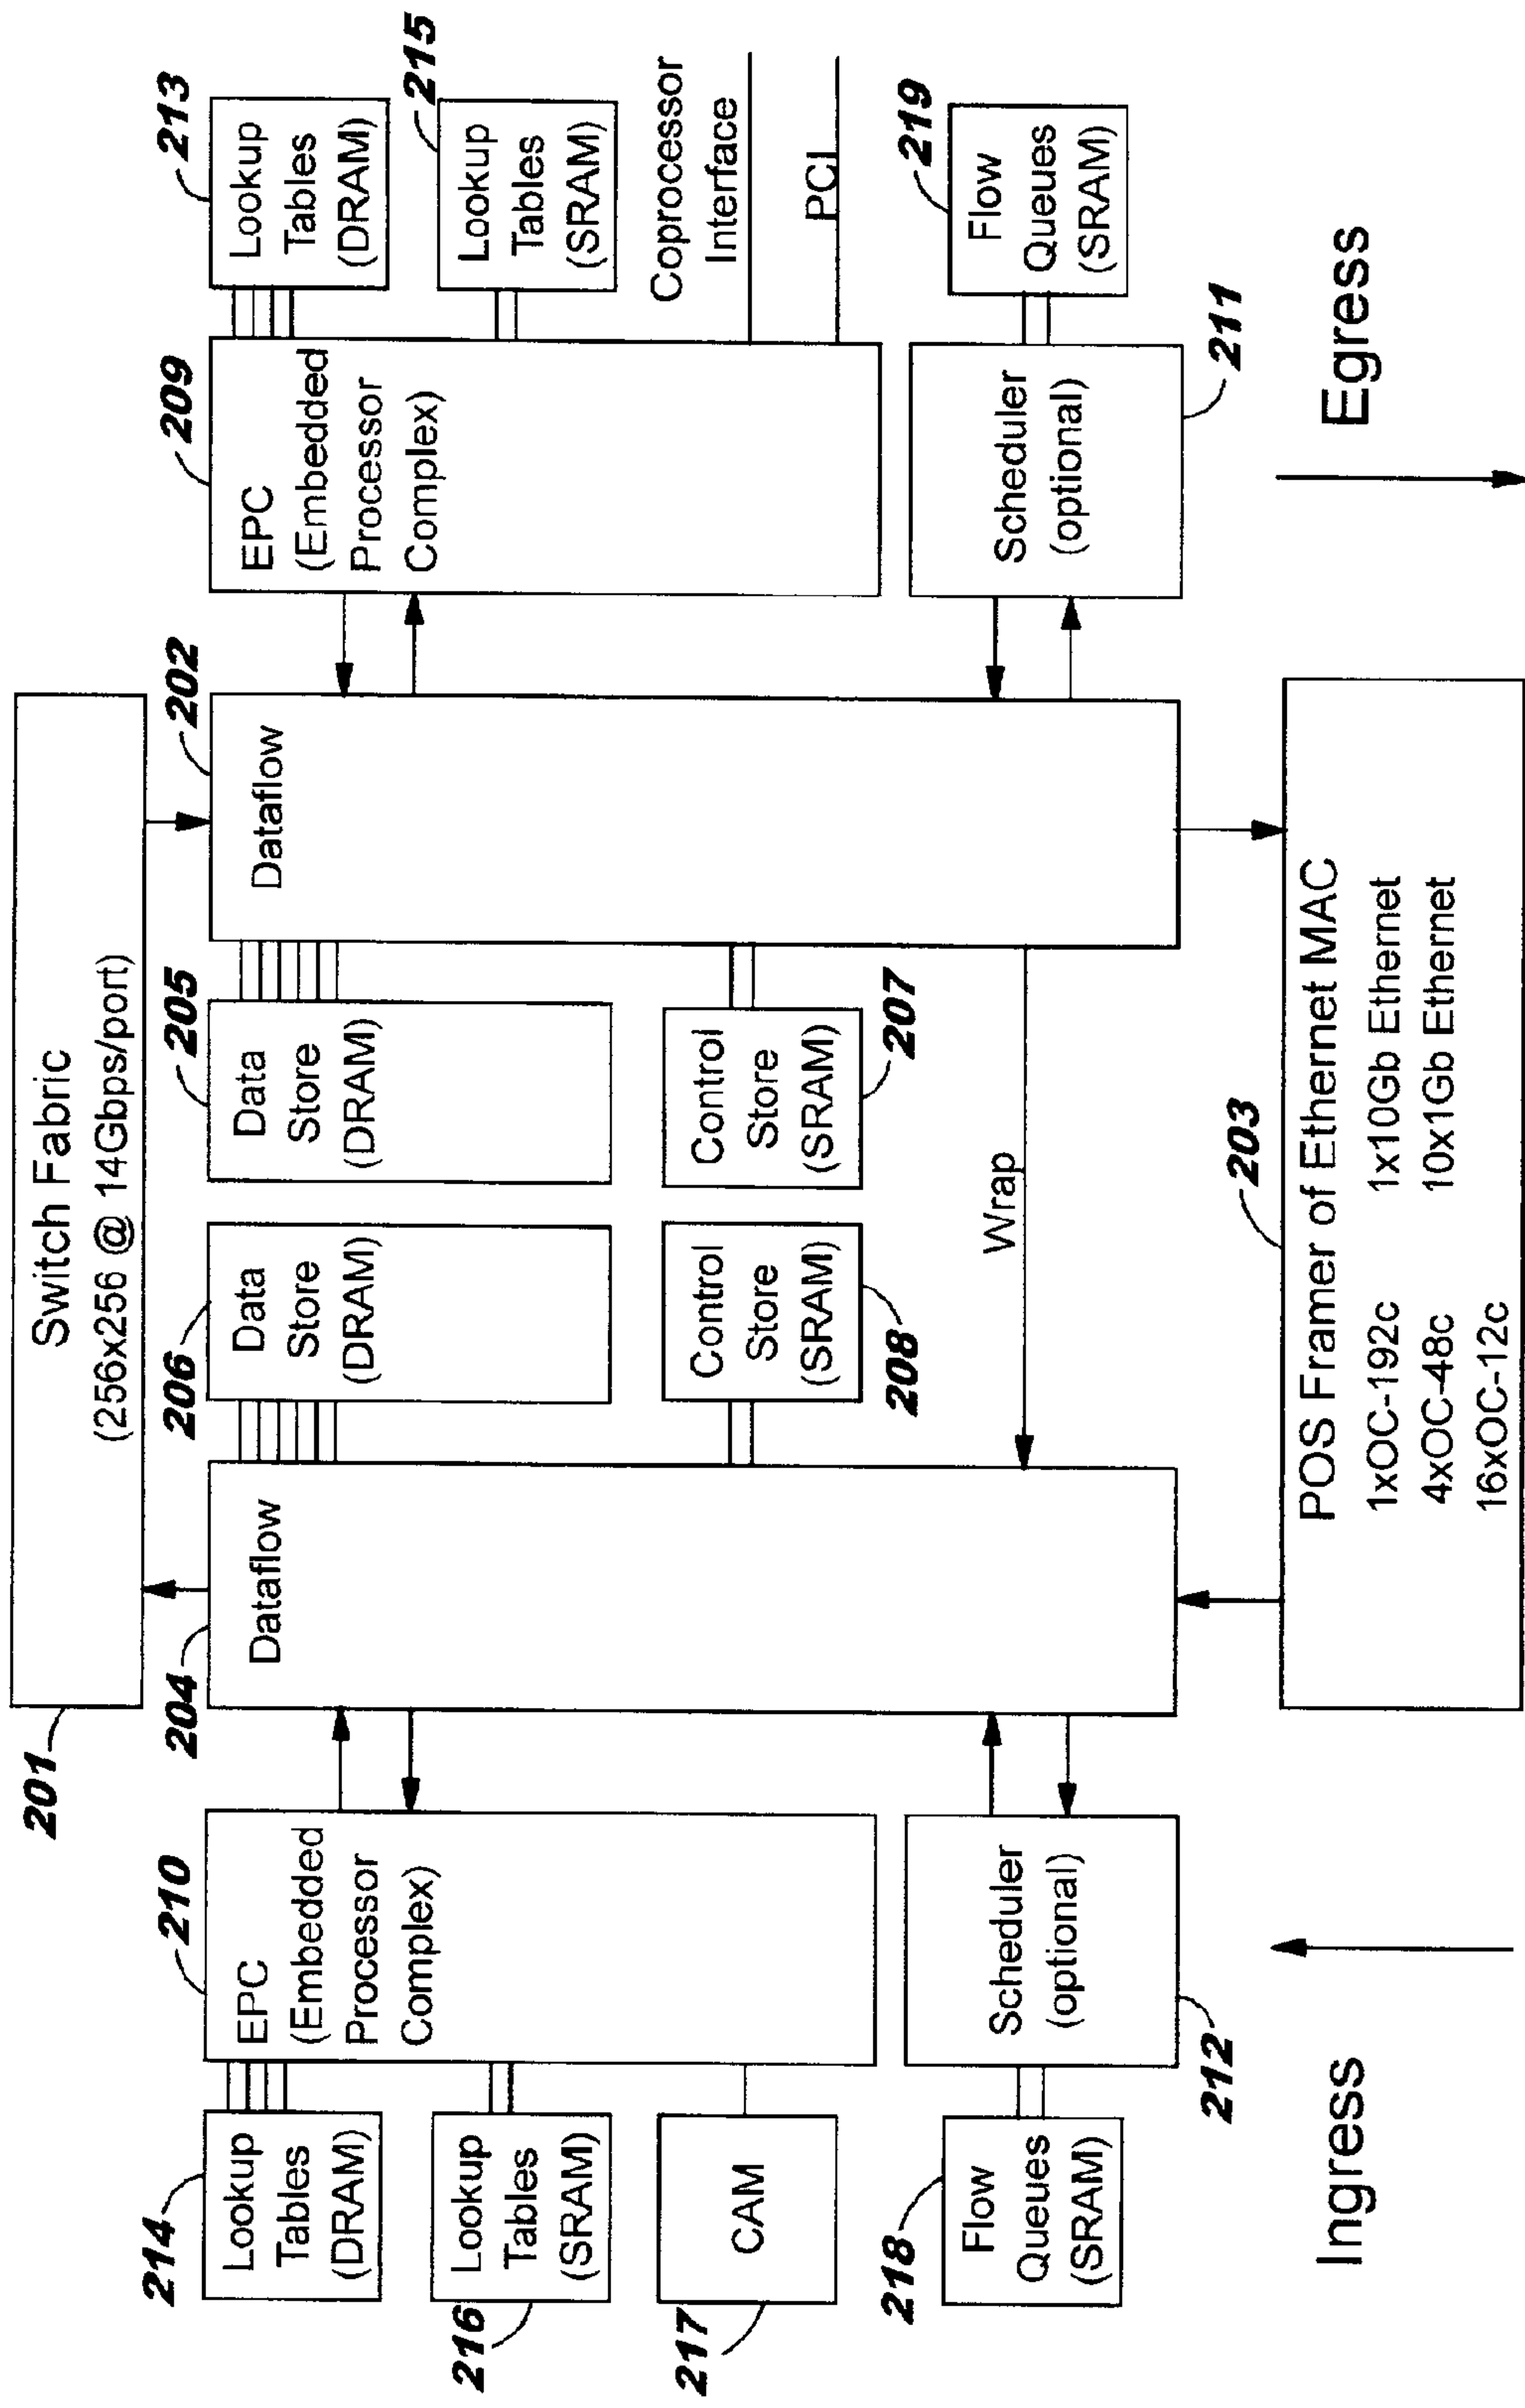 201
Switch Fabric
(256x256 @ 14Gbps/port)
214
Lookup
Tables
(DRAM)
216
Lookup
Tables
(SRAM)
217
CAM
218
Flow
Queues
(SRAM)
210
EPC
(Embedded
Processor
Complex)
Scheduler
(optional)
212
204
Dataflow
206
Data
Store
(DRAM)
Control
Store
(SRAM)
208
205
Data
Store
(DRAM)
Control
Store
(SRAM)
207
Wrap
202
Dataflow
209
EPC
(Embedded
Processor
Complex)
Scheduler
(optional)
211
213
Lookup
Tables
(DRAM)
215
Lookup
Tables
(SRAM)
Coprocessor
Interface
PCI
219
Flow
Queues
(SRAM)
203
POS Framer of Ethernet MAC
1xOC-192c 1x10Gb Ethernet
4xOC-48c 10x1Gb Ethernet
16xOC-12c
Ingress
Egress